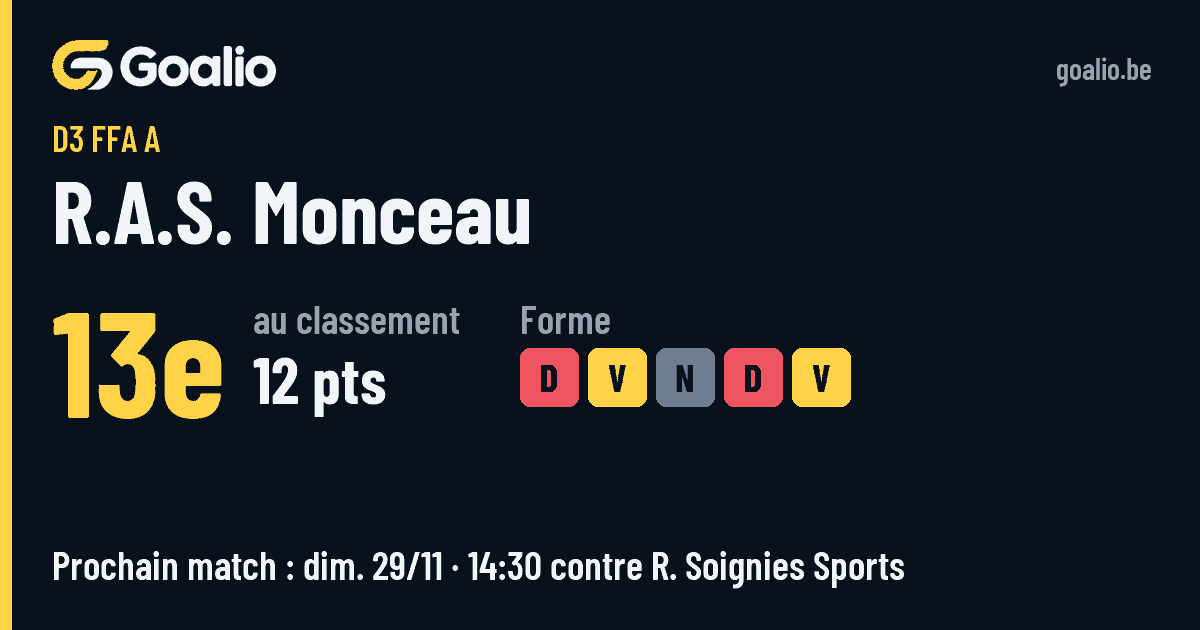 Goalio
goalio.be
D3 FFA A
R.A.S. Monceau
13e
au classement
12 pts
Forme
D V N D V
Prochain match : dim. 29/11 · 14:30 contre R. Soignies Sports